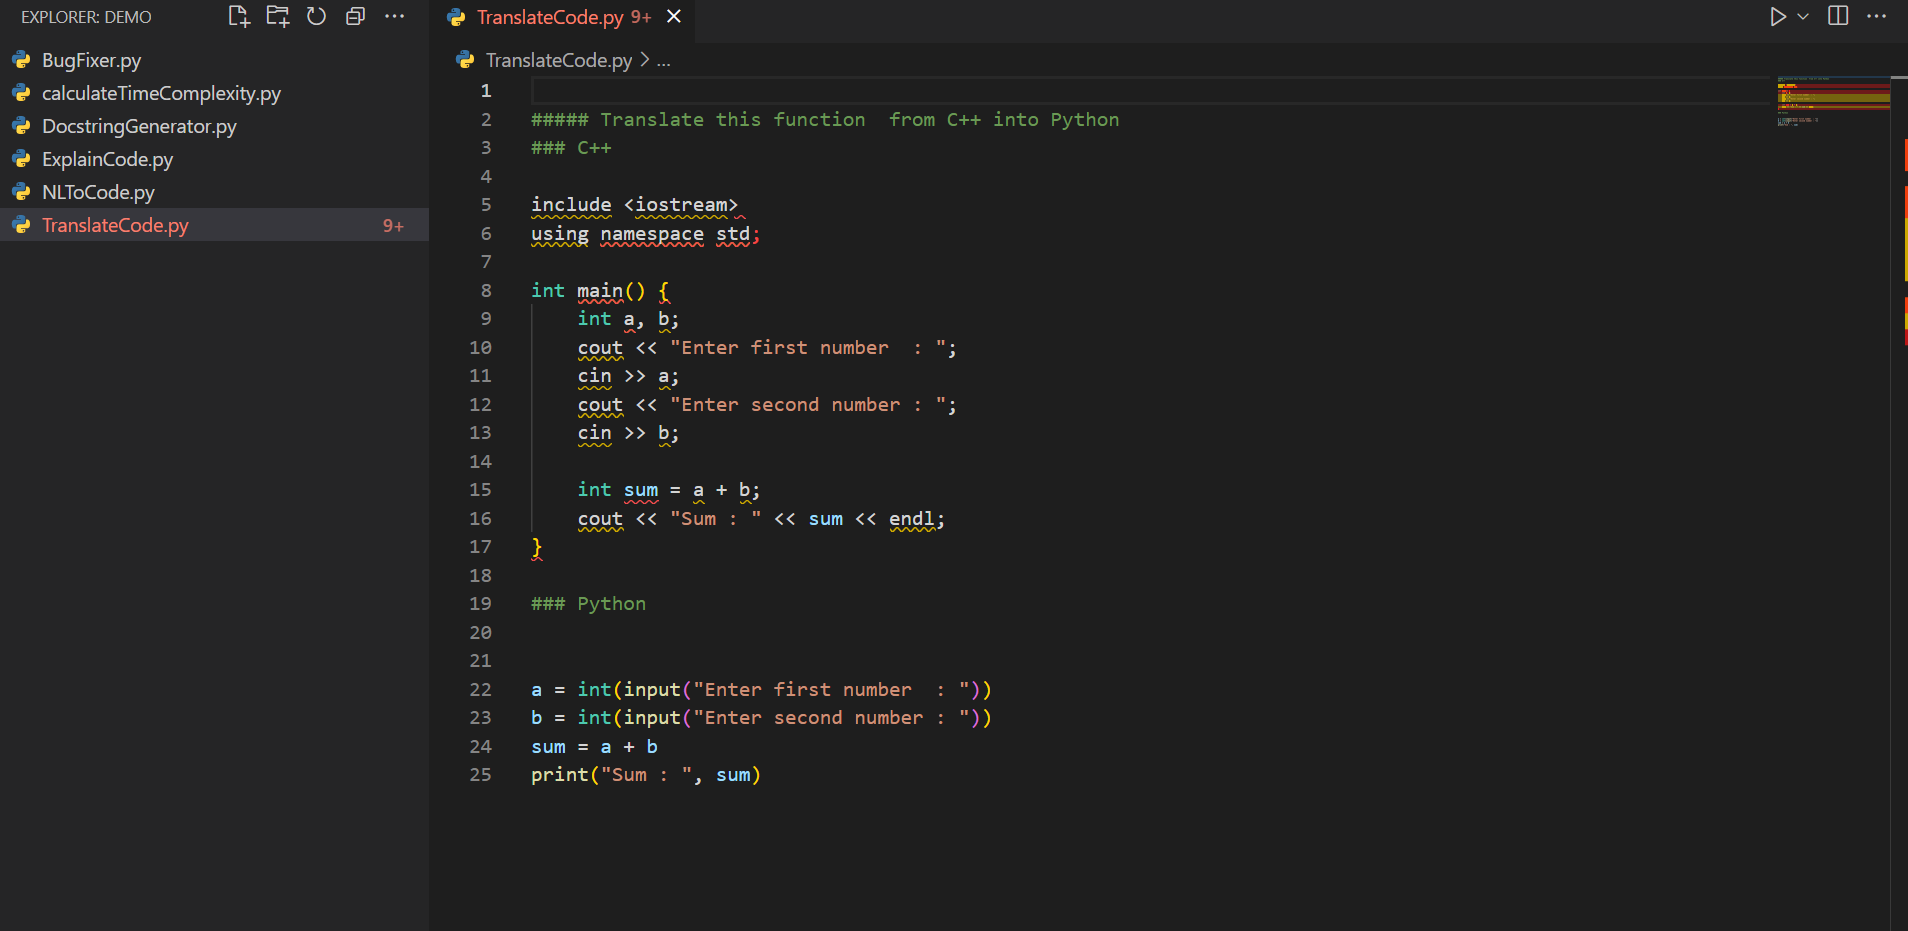 EXPLORER: DEMO
BugFixer.py
calculateTimeComplexity.py
DocstringGenerator.py
ExplainCode.py
NLToCode.py
TranslateCode.py 9+
TranslateCode.py 9+
TranslateCode.py > ...
1
2 ##### Translate this function  from C++ into Python
3 ### C++
4
5 include <iostream>
6 using namespace std;
7
8 int main() {
9     int a, b;
10     cout << "Enter first number  : ";
11     cin >> a;
12     cout << "Enter second number : ";
13     cin >> b;
14
15     int sum = a + b;
16     cout << "Sum : " << sum << endl;
17 }
18
19 ### Python
20
21
22 a = int(input("Enter first number  : "))
23 b = int(input("Enter second number : "))
24 sum = a + b
25 print("Sum : ", sum)